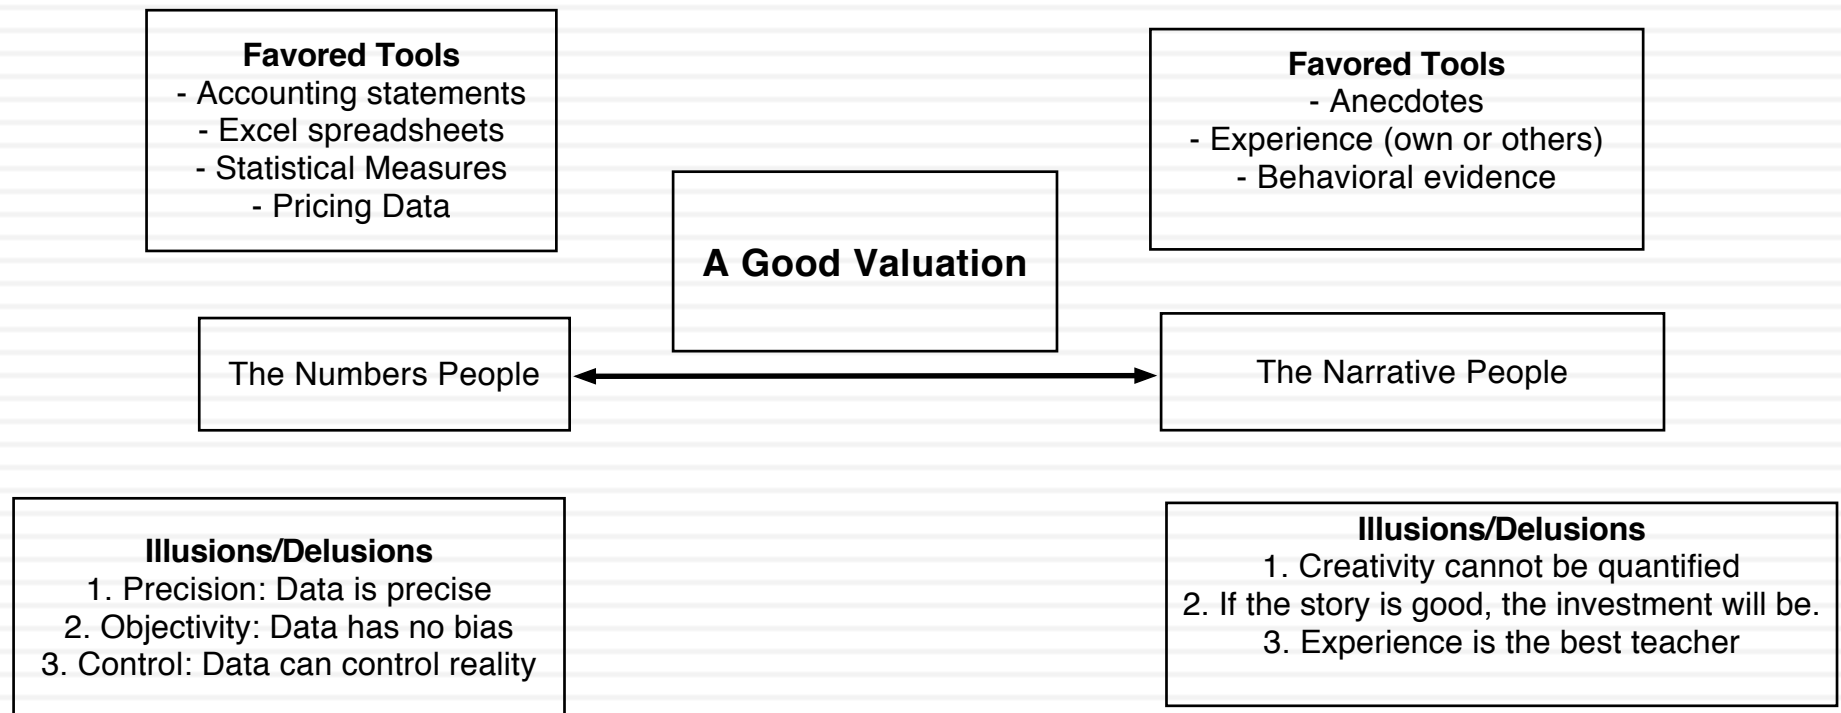 Favored Tools
- Accounting statements
- Excel spreadsheets
- Statistical Measures
- Pricing Data
Favored Tools
- Anecdotes
- Experience (own or others)
- Behavioral evidence
A Good Valuation
The Numbers People
The Narrative People
Illusions/Delusions
1. Precision: Data is precise
2. Objectivity: Data has no bias
3. Control: Data can control reality
Illusions/Delusions
1. Creativity cannot be quantified
2. If the story is good, the investment will be.
3. Experience is the best teacher